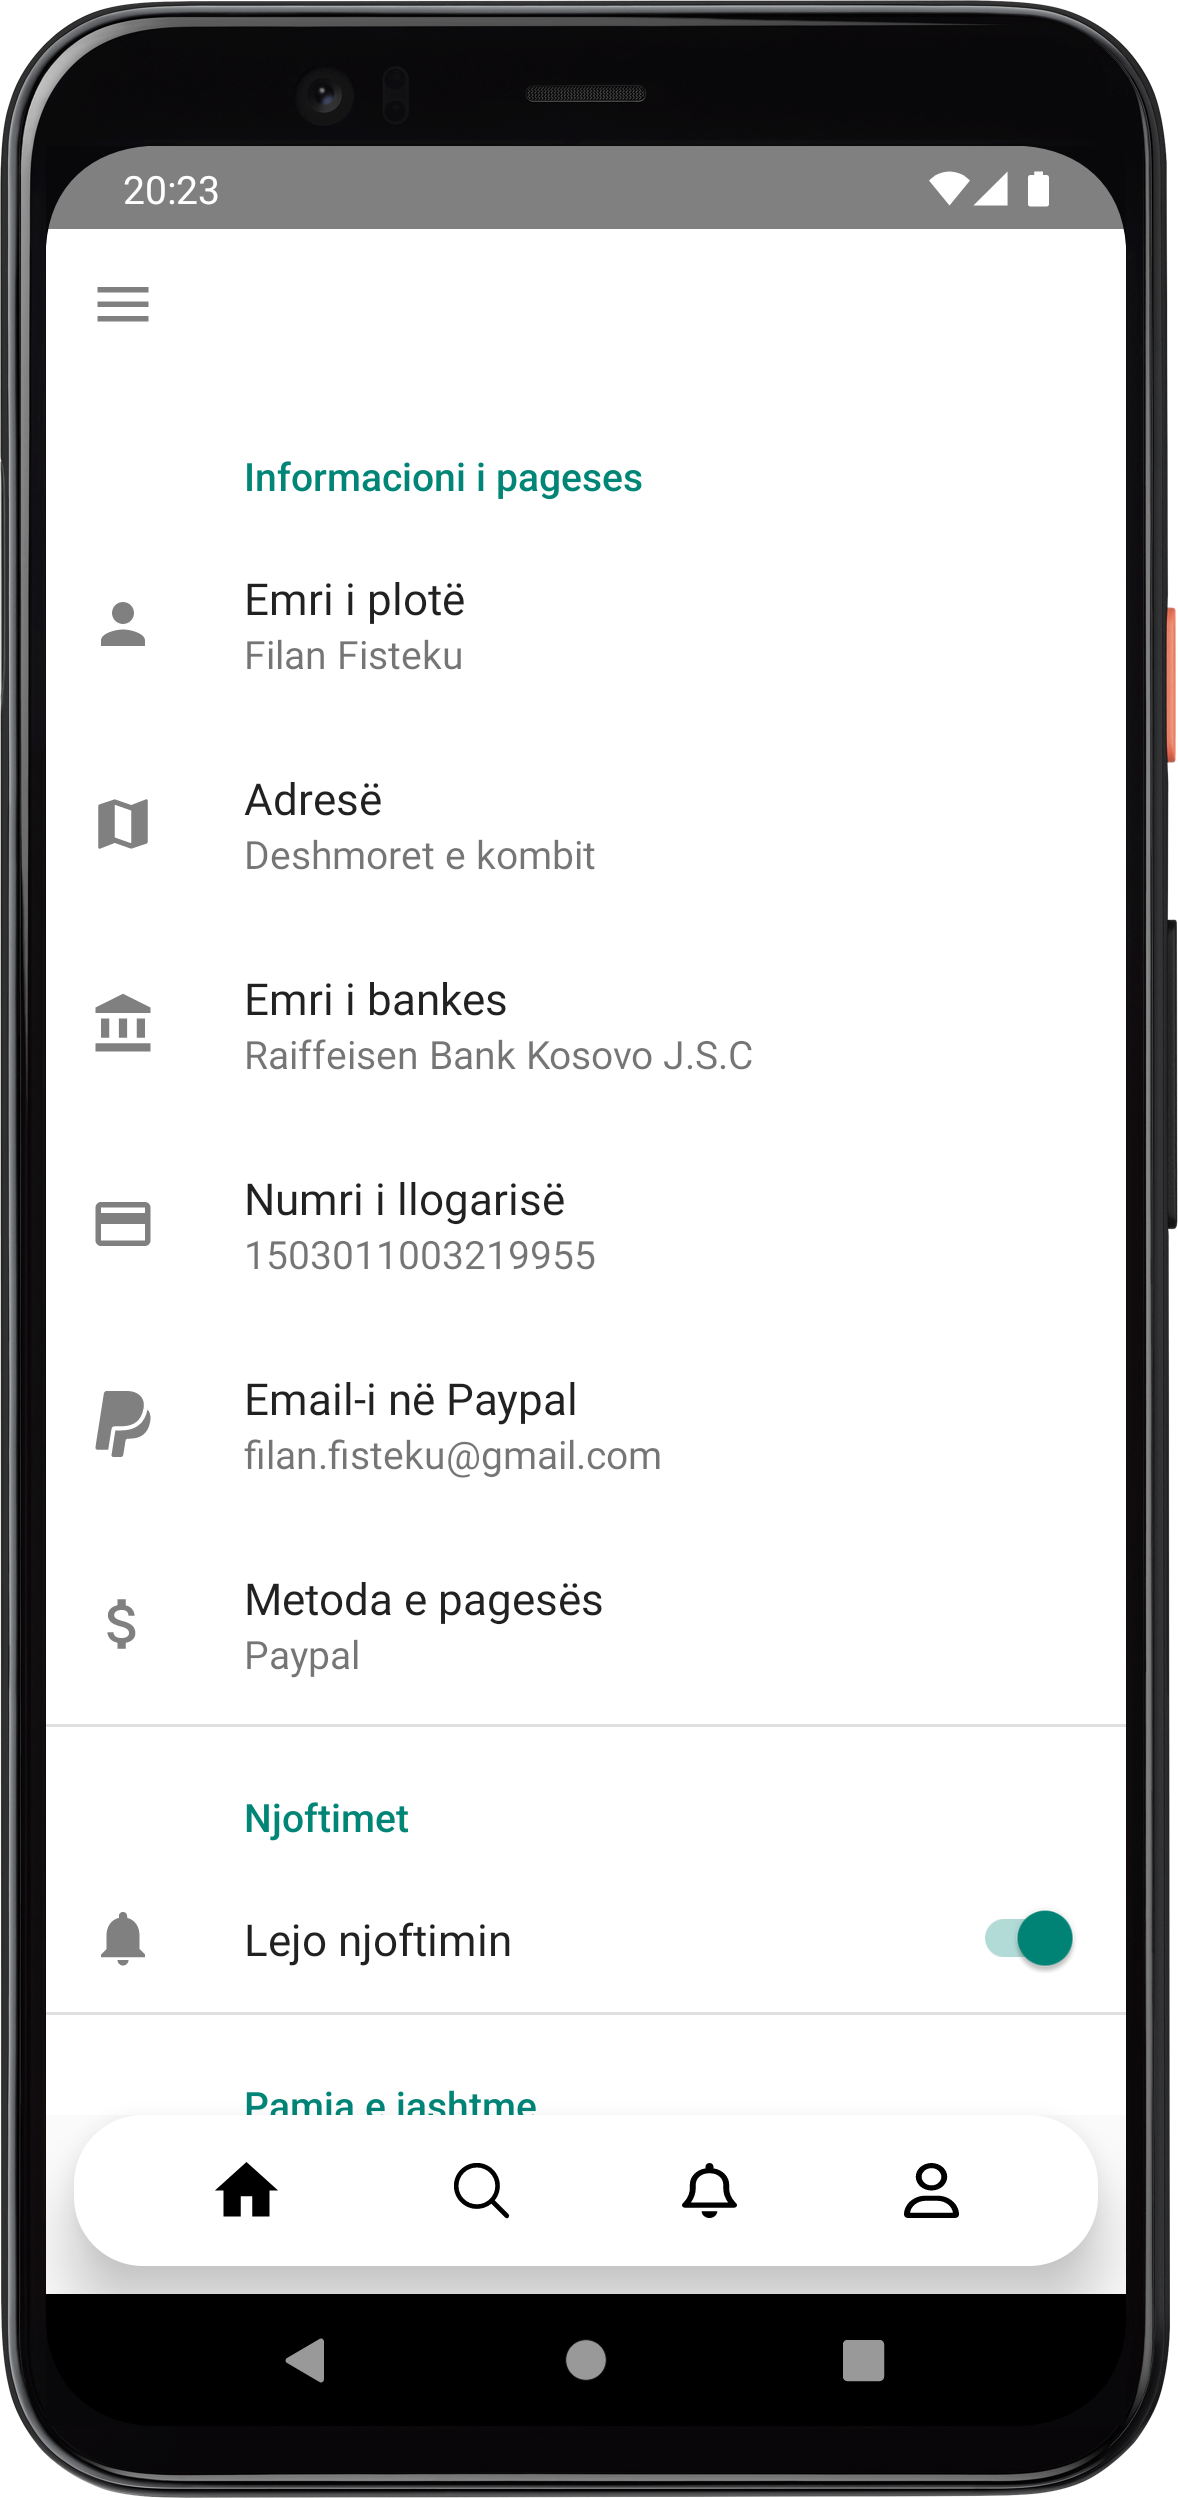 20:23
Informacioni i pageses
Emri i plotë
Filan Fisteku
Adresë
Deshmoret e kombit
Emri i bankes
Raiffeisen Bank Kosovo J.S.C
Numri i llogarisë
1503011003219955
Email-i në Paypal
filan.fisteku@gmail.com
Metoda e pagesës
Paypal
Njoftimet
Lejo njoftimin
Pamja e jashtme